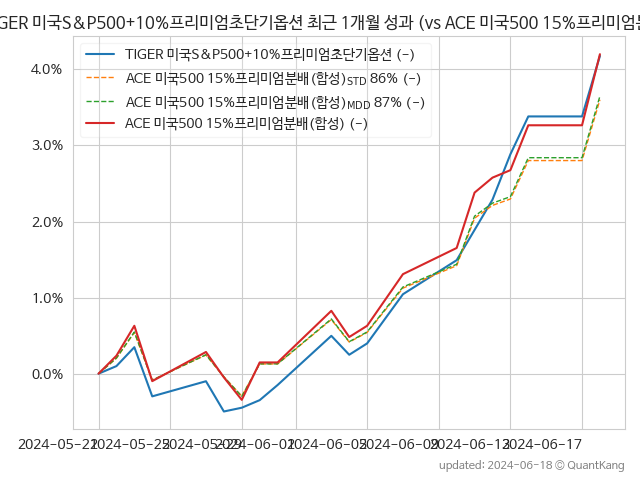 GER 미국S&P500+10%프리미엄초단기옵션 최근 1개월 성과 (vs ACE 미국500 15%프리미엄분
TIGER 미국S&P500+10%프리미엄초단기옵션 (-)
ACE 미국500 15%프리미엄분배(합성)STD 86% (-)
ACE 미국500 15%프리미엄분배(합성)MDD 87% (-)
ACE 미국500 15%프리미엄분배(합성) (-)
4.0%
3.0%
2.0%
1.0%
0.0%
2024-05-21 2024-05-25 2024-05-29 2024-06-01 2024-06-05 2024-06-09 2024-06-13 2024-06-17
updated: 2024-06-18 © QuantKang